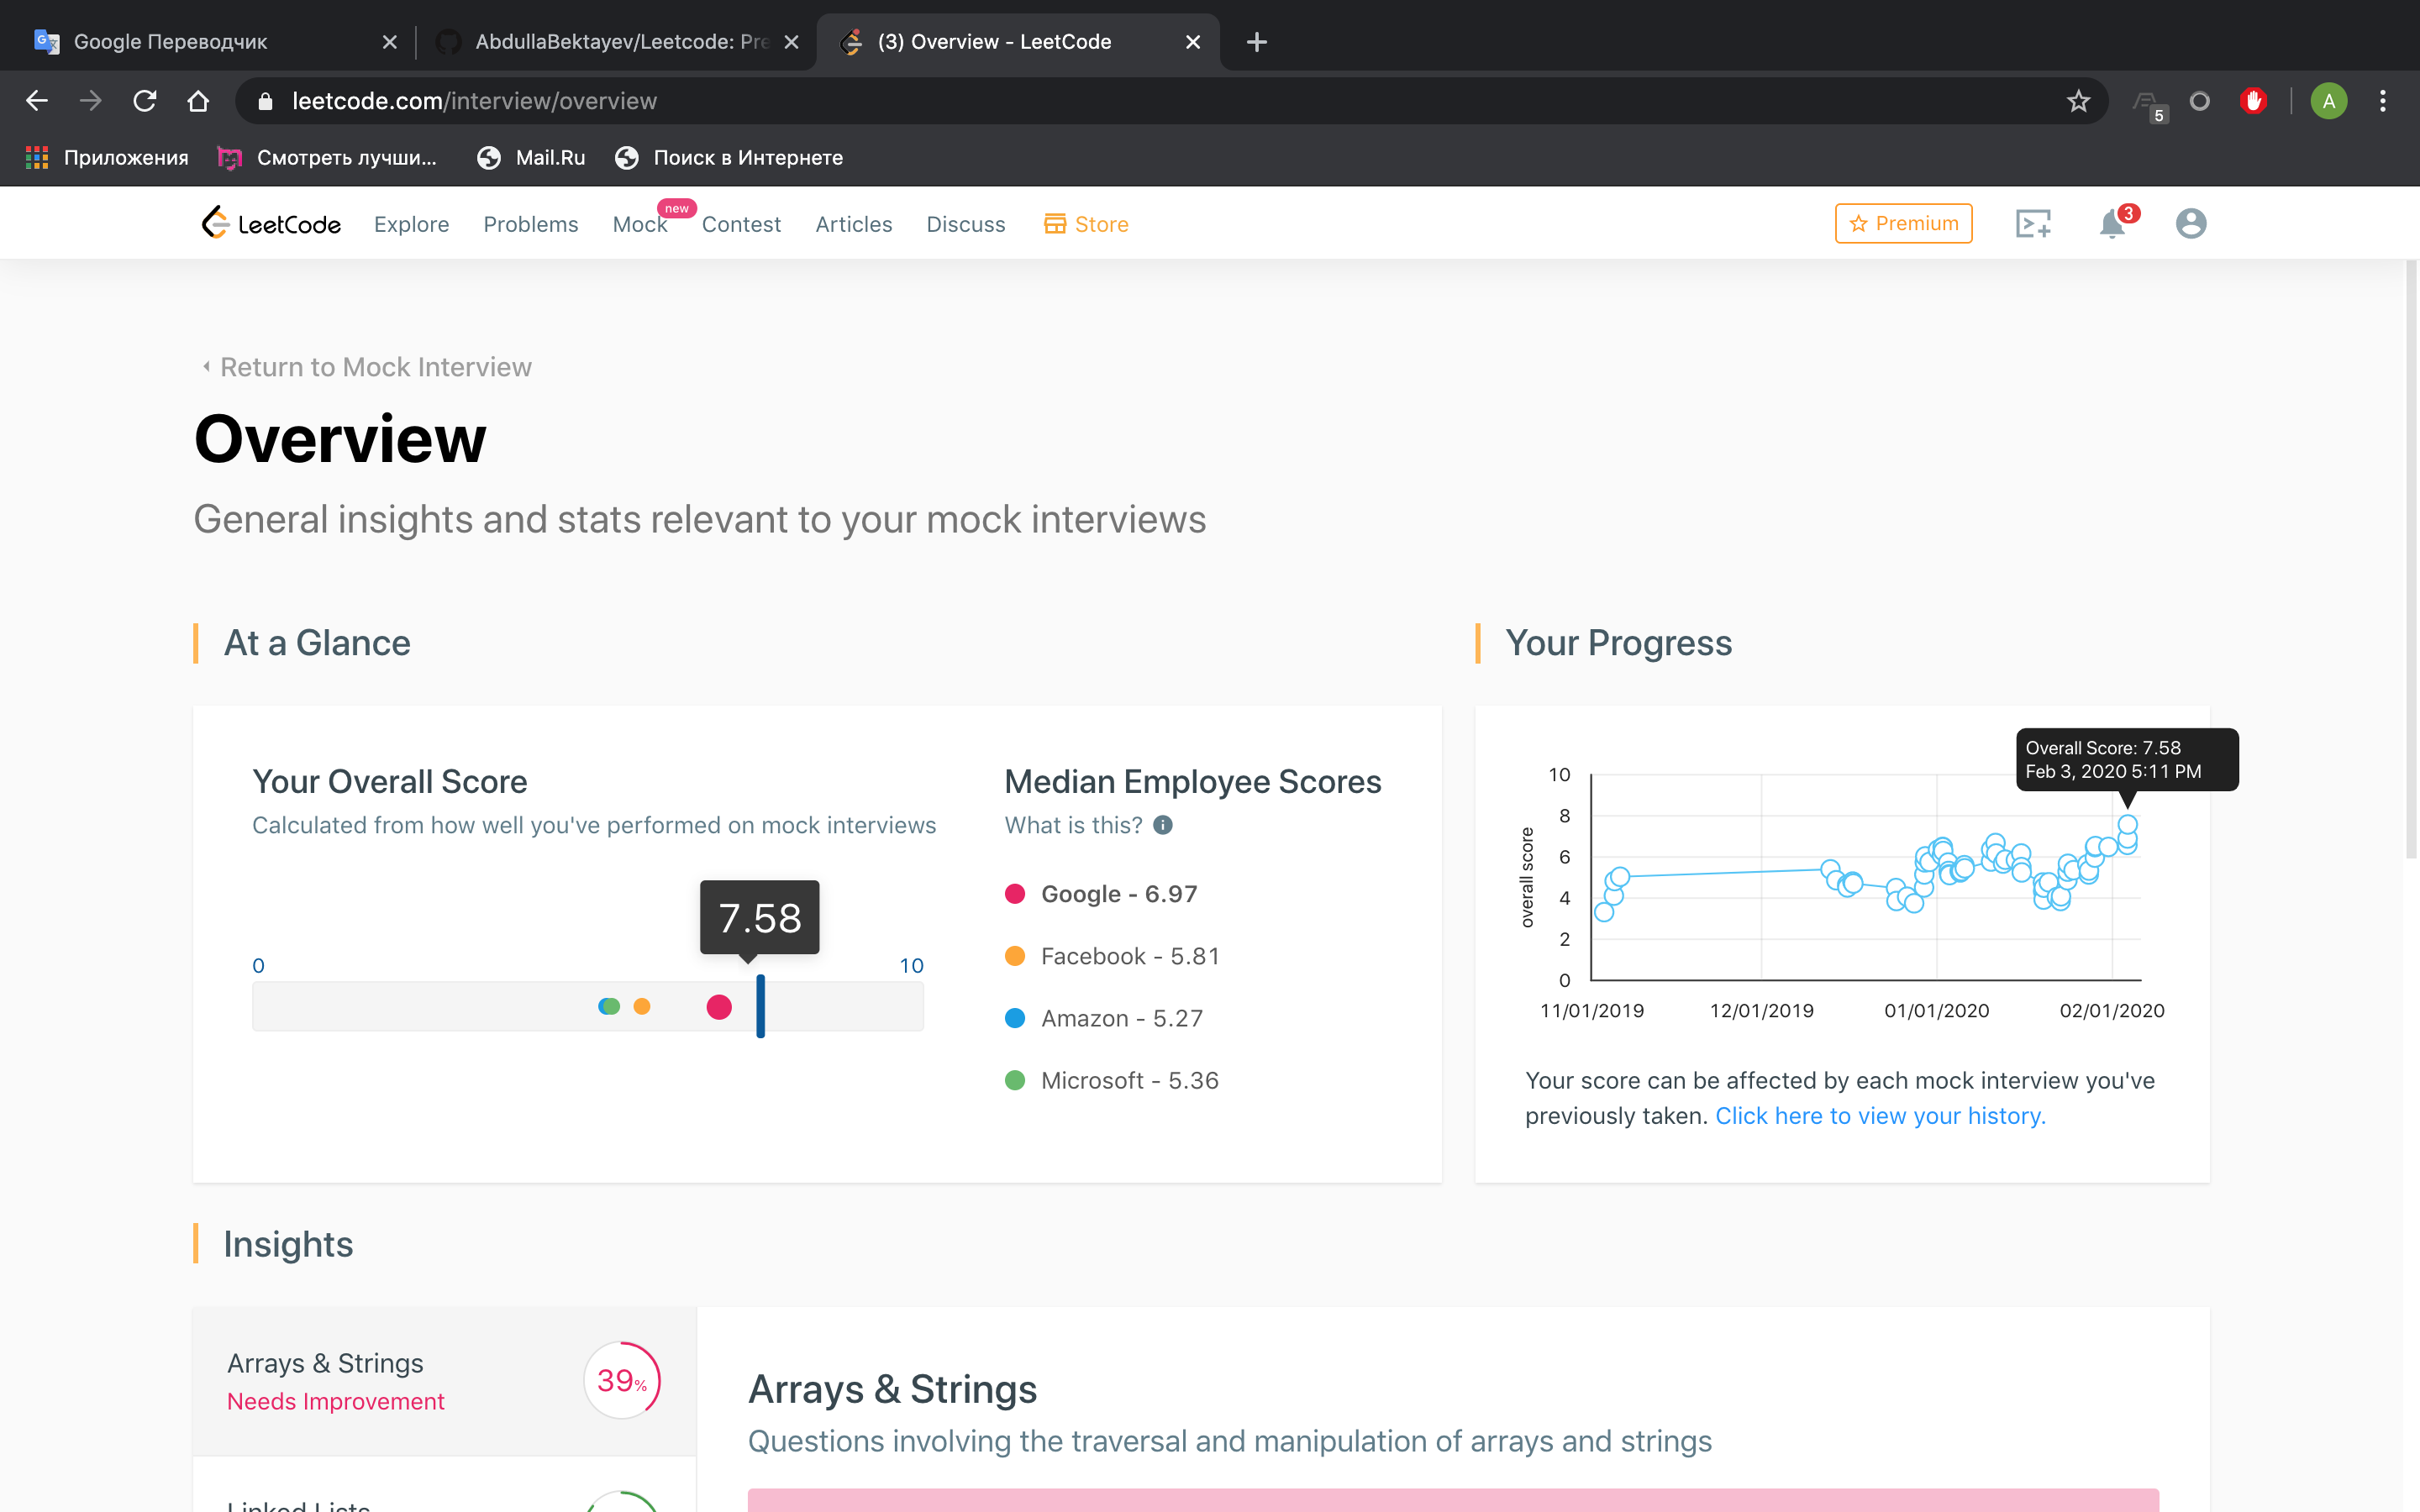 Google Переводчик
AbdullaBektayev/Leetcode: Pre
(3) Overview - LeetCode
leetcode.com/interview/overview
5
A
Приложения
Смотреть лучши...
Mail.Ru
Поиск в Интернете
LeetCode
Explore
Problems
Mock
new
Contest
Articles
Discuss
Store
Premium
3
Return to Mock Interview
Overview
General insights and stats relevant to your mock interviews
At a Glance
Your Overall Score
Calculated from how well you've performed on mock interviews
7.58
0
10
Median Employee Scores
What is this?
Google - 6.97
Facebook - 5.81
Amazon - 5.27
Microsoft - 5.36
Your Progress
Overall Score: 7.58
Feb 3, 2020 5:11 PM
overall score
10
8
6
4
2
0
11/01/2019
12/01/2019
01/01/2020
02/01/2020
Your score can be affected by each mock interview you've
previously taken. Click here to view your history.
Insights
Arrays & Strings
Needs Improvement
39%
Linked Lists
Arrays & Strings
Questions involving the traversal and manipulation of arrays and strings